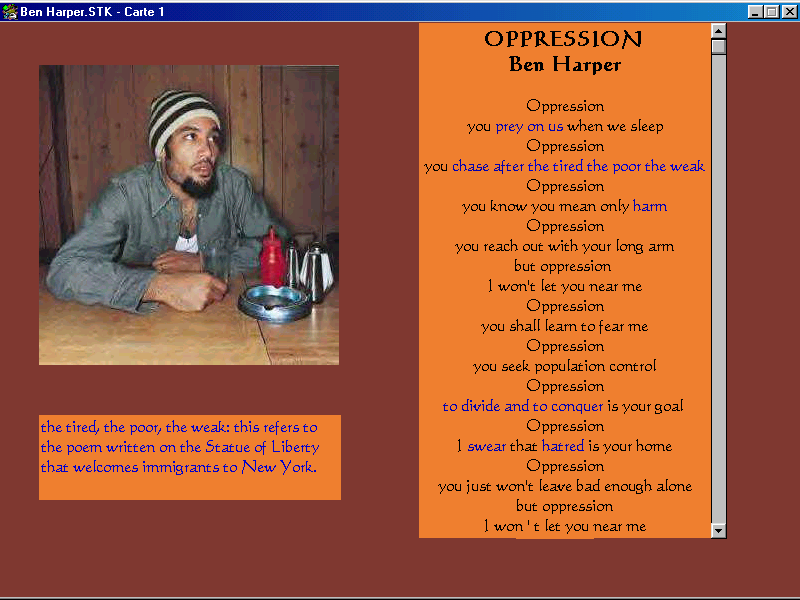 Ben Harper.STK - Carte 1
OPPRESSION
Ben Harper
Oppression
you prey on us when we sleep
Oppression
you chase after the tired the poor the weak
Oppression
you know you mean only harm
Oppression
you reach out with your long arm
but oppression
I won't let you near me
Oppression
you shall learn to fear me
Oppression
you seek population control
Oppression
to divide and to conquer is your goal
Oppression
I swear that hatred is your home
Oppression
you just won't leave bad enough alone
but oppression
I won ' t let you near me
the tired, the poor, the weak: this refers to
the poem written on the Statue of Liberty
that welcomes immigrants to New York.